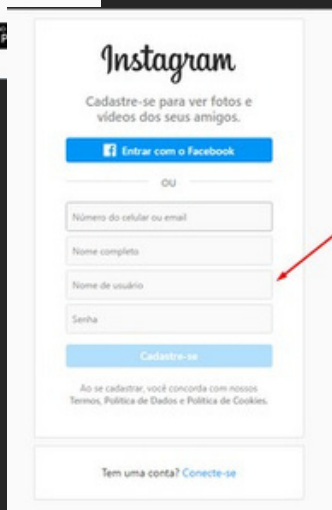 Instagram
Cadastre-se para ver fotos e
vídeos dos seus amigos.
Entrar com o Facebook
OU
Número do celular ou email
Nome completo
Nome de usuário
Senha
Cadastre-se
Ao se cadastrar, você concorda com nossos
Termos, Política de Dados e Política de Cookies.
Tem uma conta? Conecte-se